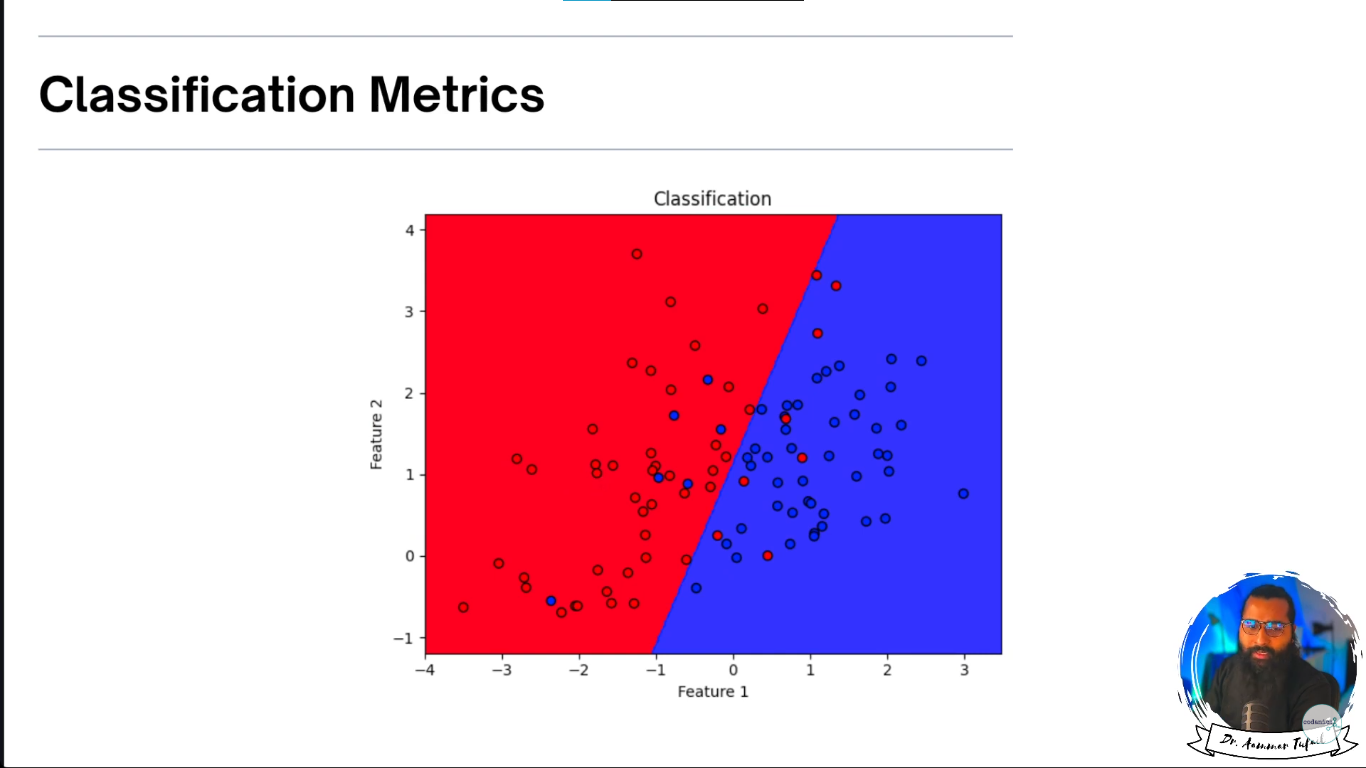 Classification Metrics
Classification
4
3
2
1
0
−1
Feature 2
−4
−3
−2
−1
0
1
2
3
Feature 1
codanics
Dr. Aammar Tufail